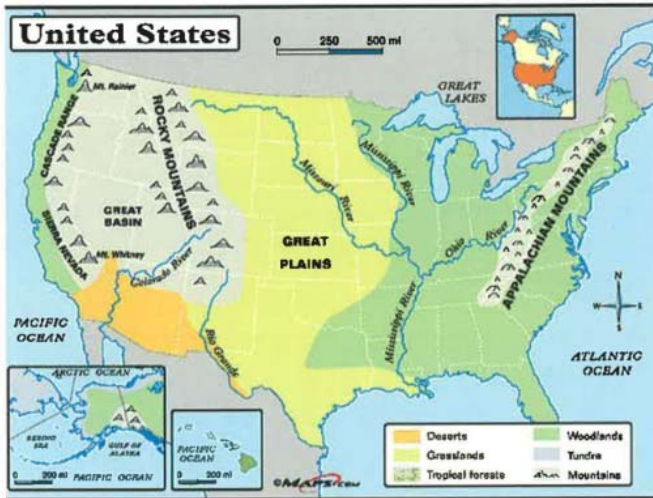 United States
0 250 500 mi
GREAT
LAKES
Mt. Rainier
CASCADE RANGE
ROCKY MOUNTAINS
Missouri River
Mississippi River
APPALACHIAN MOUNTAINS
GREAT
BASIN
SIERRA NEVADA
Mt. Whitney
Colorado River
GREAT
PLAINS
Ohio River
Mississippi River
Rio Grande
N
W E
S
PACIFIC
OCEAN
ATLANTIC
OCEAN
ARCTIC OCEAN
BERING
SEA
GULF OF
ALASKA
0 200 mi
PACIFIC OCEAN
PACIFIC
OCEAN
0 200 mi
©MAPS.com
Deserts
Woodlands
Grasslands
Tundra
Tropical forests
Mountains